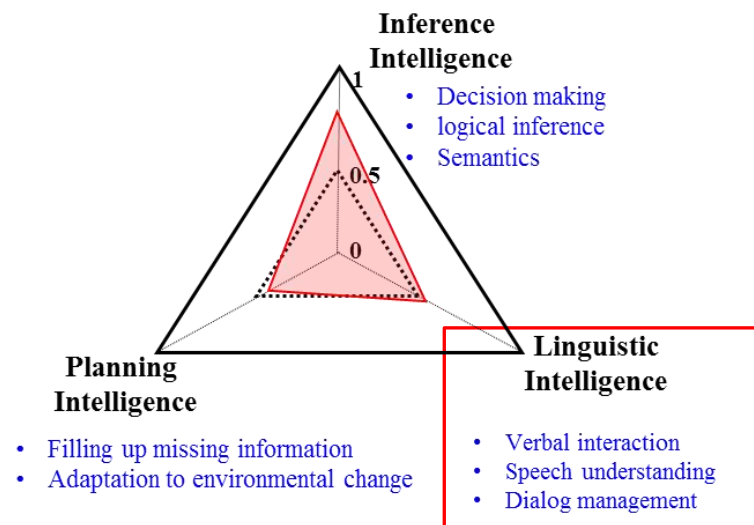 Inference
Intelligence
1
• Decision making
• logical inference
• Semantics
0.5
0
Planning
Intelligence
• Filling up missing information
• Adaptation to environmental change
Linguistic
Intelligence
• Verbal interaction
• Speech understanding
• Dialog management